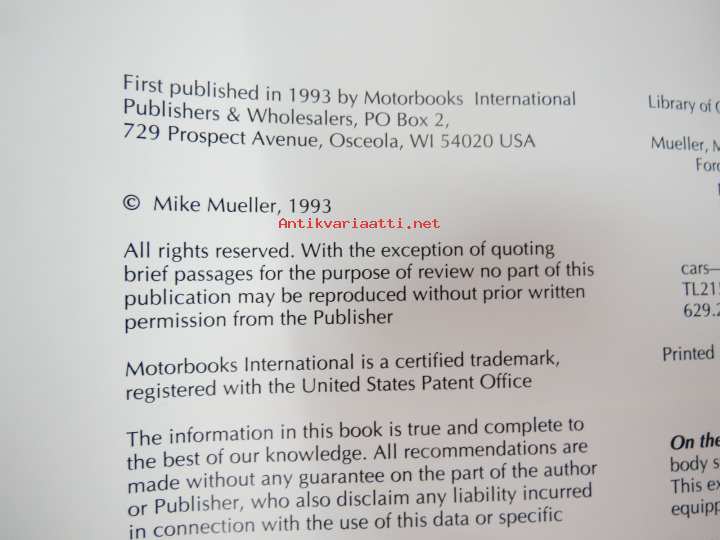 First published in 1993 by Motorbooks International
Publishers & Wholesalers, PO Box 2,
729 Prospect Avenue, Osceola, WI 54020 USA
© Mike Mueller, 1993
Antikvariaatti.net
All rights reserved. With the exception of quoting
brief passages for the purpose of review no part of this
publication may be reproduced without prior written
permission from the Publisher
Motorbooks International is a certified trademark,
registered with the United States Patent Office
The information in this book is true and complete to
the best of our knowledge. All recommendations are
made without any guarantee on the part of the author
or Publisher, who also disclaim any liability incurred
in connection with the use of this data or specific
Library of
Mueller,
cars—
TL21
629.2
Printed
On the
body
This